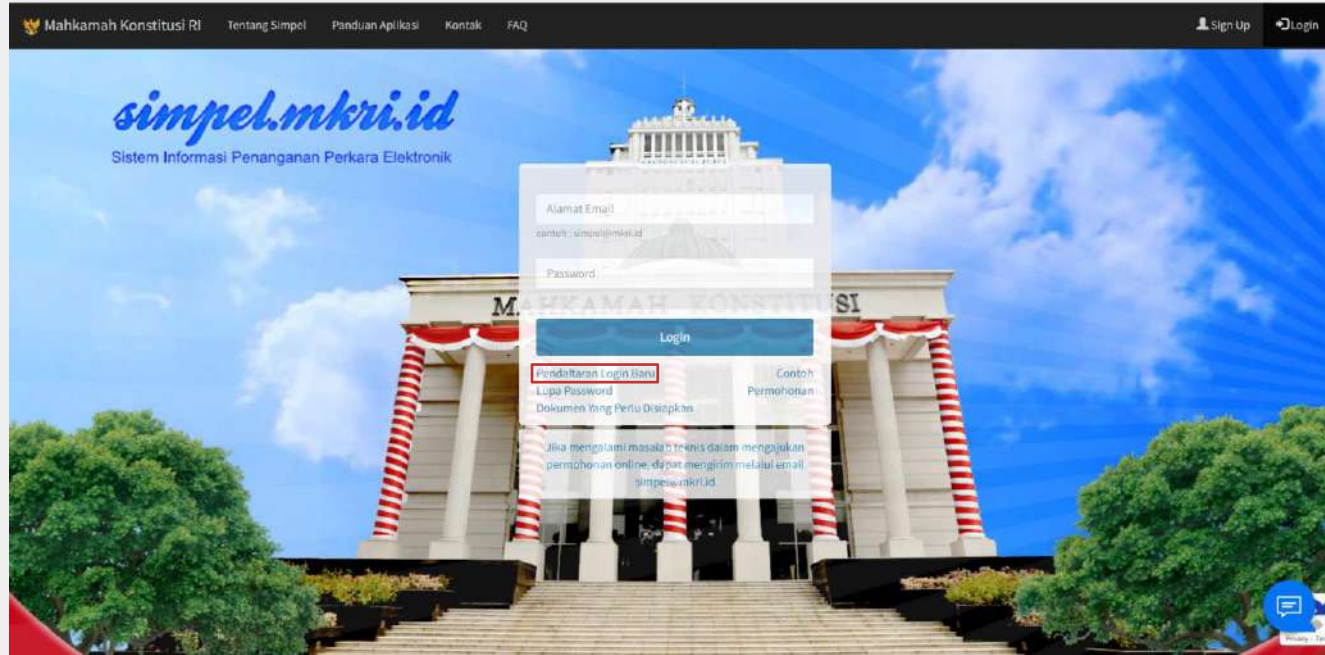 Mahkamah Konstitusi RI Tentang Simpel Panduan Aplikasi Kontak FAQ Sign Up Login
simpel.mkri.id
Sistem Informasi Penanganan Perkara Elektronik
Alamat Email
contoh : simpel@mkri.id
Password
MAHKAMAH KONSTITUSI
Login
Pendaftaran Login Baru Contoh
Lupa Password Permohonan
Dokumen Yang Perlu Disiapkan
Jika mengalami masalah teknis dalam mengajukan
permohonan online, dapat mengirim melalui email
simpel@mkri.id
Privacy